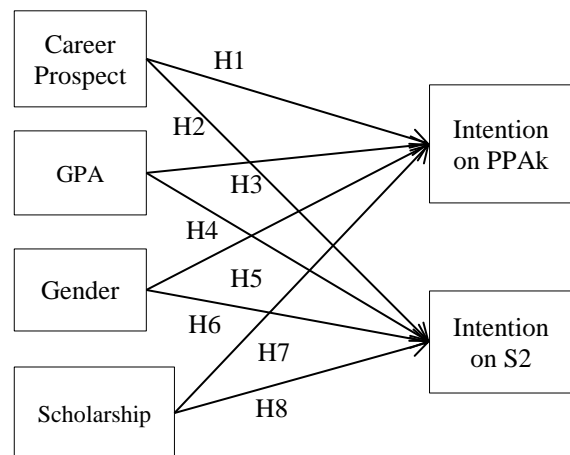 Career
Prospect
GPA
Gender
Scholarship
H1
H2
H3
H4
H5
H6
H7
H8
Intention
on PPAk
Intention
on S2